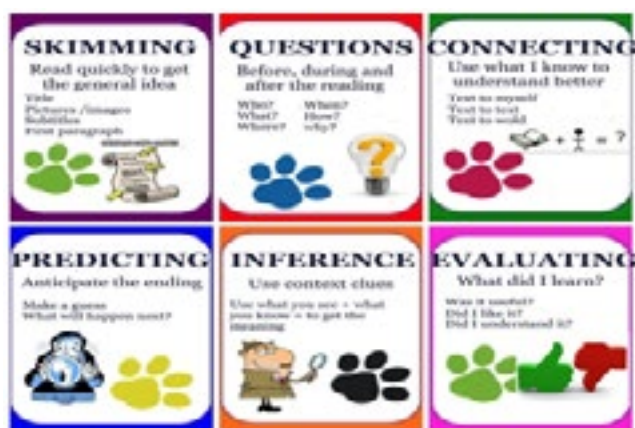 SKIMMING
Read quickly to get
the general idea
Title
Pictures /images
Subtitles
First paragraph
QUESTIONS
Before, during and
after the reading
Who? When?
What? How?
Where? why?
?
CONNECTING
Use what I know to
understand better
Text to myself
Text to text
Text to wold
+ = ?
PREDICTING
Anticipate the ending
Make a guess
What will happen next?
INFERENCE
Use context clues
Use what you see + what
you know = to get the
meaning
EVALUATING
What did I learn?
Was it useful?
Did I like it?
Did I understand it?